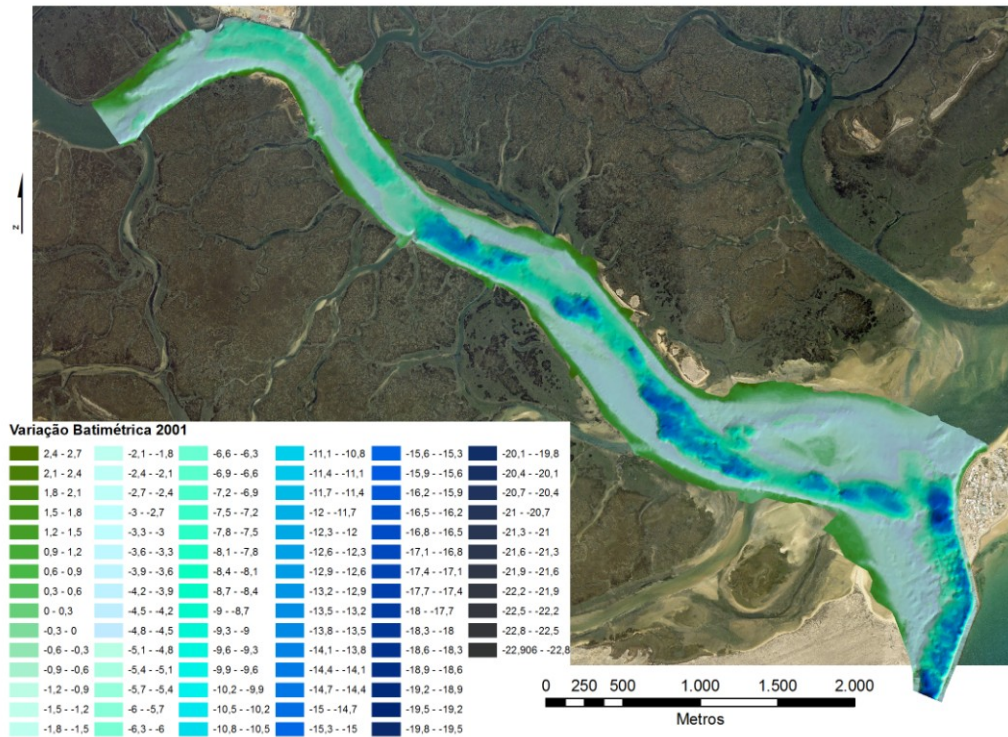 N
Variação Batimétrica 2001
2,4 - 2,7
2,1 - 2,4
1,8 - 2,1
1,5 - 1,8
1,2 - 1,5
0,9 - 1,2
0,6 - 0,9
0,3 - 0,6
0 - 0,3
-0,3 - 0
-0,6 - -0,3
-0,9 - -0,6
-1,2 - -0,9
-1,5 - -1,2
-1,8 - -1,5
-2,1 - -1,8
-2,4 - -2,1
-2,7 - -2,4
-3 - -2,7
-3,3 - -3
-3,6 - -3,3
-3,9 - -3,6
-4,2 - -3,9
-4,5 - -4,2
-4,8 - -4,5
-5,1 - -4,8
-5,4 - -5,1
-5,7 - -5,4
-6 - -5,7
-6,3 - -6
-6,6 - -6,3
-6,9 - -6,6
-7,2 - -6,9
-7,5 - -7,2
-7,8 - -7,5
-8,1 - -7,8
-8,4 - -8,1
-8,7 - -8,4
-9 - -8,7
-9,3 - -9
-9,6 - -9,3
-9,9 - -9,6
-10,2 - -9,9
-10,5 - -10,2
-10,8 - -10,5
-11,1 - -10,8
-11,4 - -11,1
-11,7 - -11,4
-12 - -11,7
-12,3 - -12
-12,6 - -12,3
-12,9 - -12,6
-13,2 - -12,9
-13,5 - -13,2
-13,8 - -13,5
-14,1 - -13,8
-14,4 - -14,1
-14,7 - -14,4
-15 - -14,7
-15,3 - -15
-15,6 - -15,3
-15,9 - -15,6
-16,2 - -15,9
-16,5 - -16,2
-16,8 - -16,5
-17,1 - -16,8
-17,4 - -17,1
-17,7 - -17,4
-18 - -17,7
-18,3 - -18
-18,6 - -18,3
-18,9 - -18,6
-19,2 - -18,9
-19,5 - -19,2
-19,8 - -19,5
-20,1 - -19,8
-20,4 - -20,1
-20,7 - -20,4
-21 - -20,7
-21,3 - -21
-21,6 - -21,3
-21,9 - -21,6
-22,2 - -21,9
-22,5 - -22,2
-22,8 - -22,5
-22,906 - -22,8
0 250 500 1.000 1.500 2.000
Metros